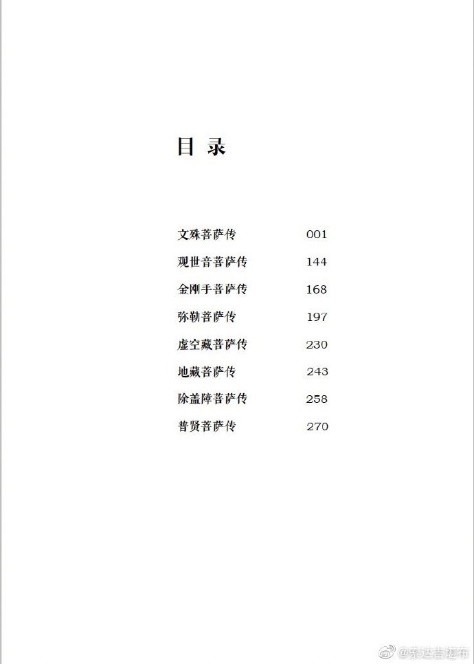 目录
文殊菩萨传 001
观世音菩萨传 144
金刚手菩萨传 168
弥勒菩萨传 197
虚空藏菩萨传 230
地藏菩萨传 243
除盖障菩萨传 258
普贤菩萨传 270